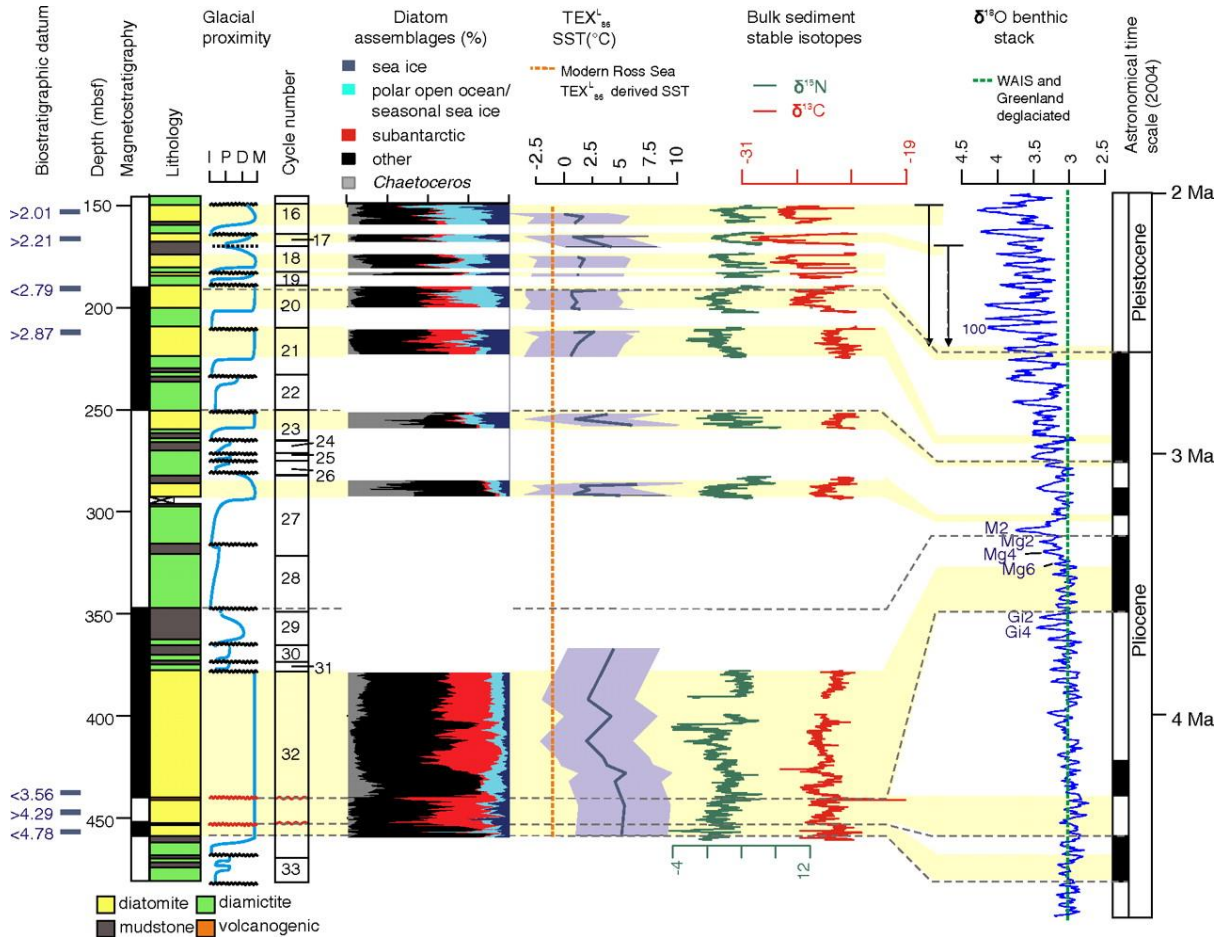 Biostratigraphic datum
Depth (mbsf)
Magnetostratigraphy
Lithology
Glacial
proximity
I P D M
Cycle number
Diatom
assemblages (%)
sea ice
polar open ocean/
seasonal sea ice
subantarctic
other
Chaetoceros
TEX^L_86
SST(°C)
Modern Ross Sea
TEX^L_86 derived SST
-2.5 0 2.5 5 7.5 10
Bulk sediment
stable isotopes
δ15N
δ13C
-31 -19
δ18O benthic
stack
WAIS and
Greenland
deglaciated
4.5 4 3.5 3 2.5
Astronomical time
scale (2004)
>2.01
>2.21
<2.79
>2.87
<3.56
>4.29
<4.78
150
200
250
300
350
400
450
16
17
18
19
20
21
22
23
24
25
26
27
28
29
30
31
32
33
-4 12
100
M2
Mg2
Mg4
Mg6
Gi2
Gi4
2 Ma
3 Ma
4 Ma
Pleistocene
Pliocene
diatomite diamictite
mudstone volcanogenic